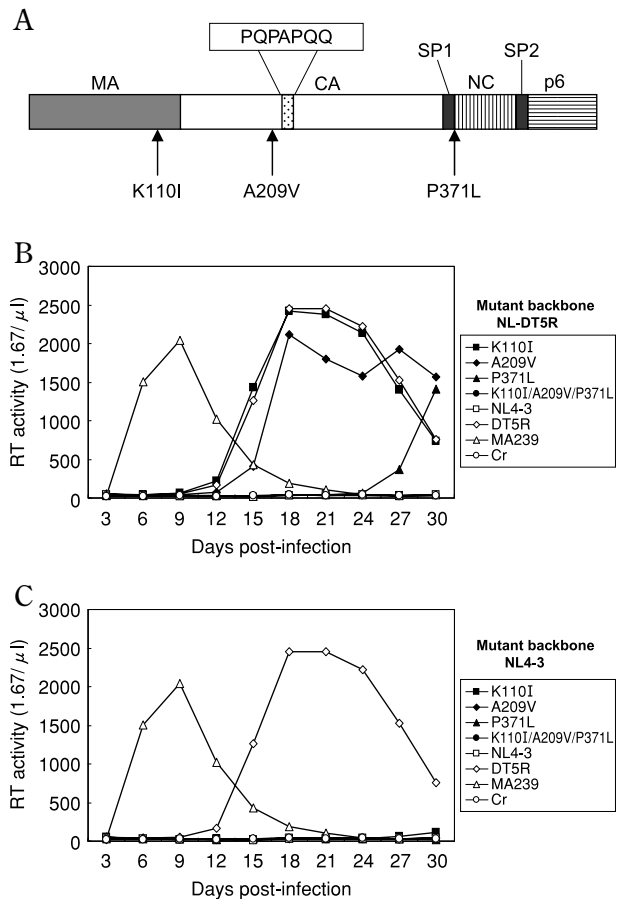 A
PQPAPQQ
MA
CA
SP1
NC
SP2
p6
K110I
A209V
P371L
B
RT activity (1.67/μl)
3000
2500
2000
1500
1000
500
0
3 6 9 12 15 18 21 24 27 30
Days post-infection
Mutant backbone
NL-DT5R
K110I
A209V
P371L
K110I/A209V/P371L
NL4-3
DT5R
MA239
Cr
C
RT activity (1.67/μl)
3000
2500
2000
1500
1000
500
0
3 6 9 12 15 18 21 24 27 30
Days post-infection
Mutant backbone
NL4-3
K110I
A209V
P371L
K110I/A209V/P371L
NL4-3
DT5R
MA239
Cr